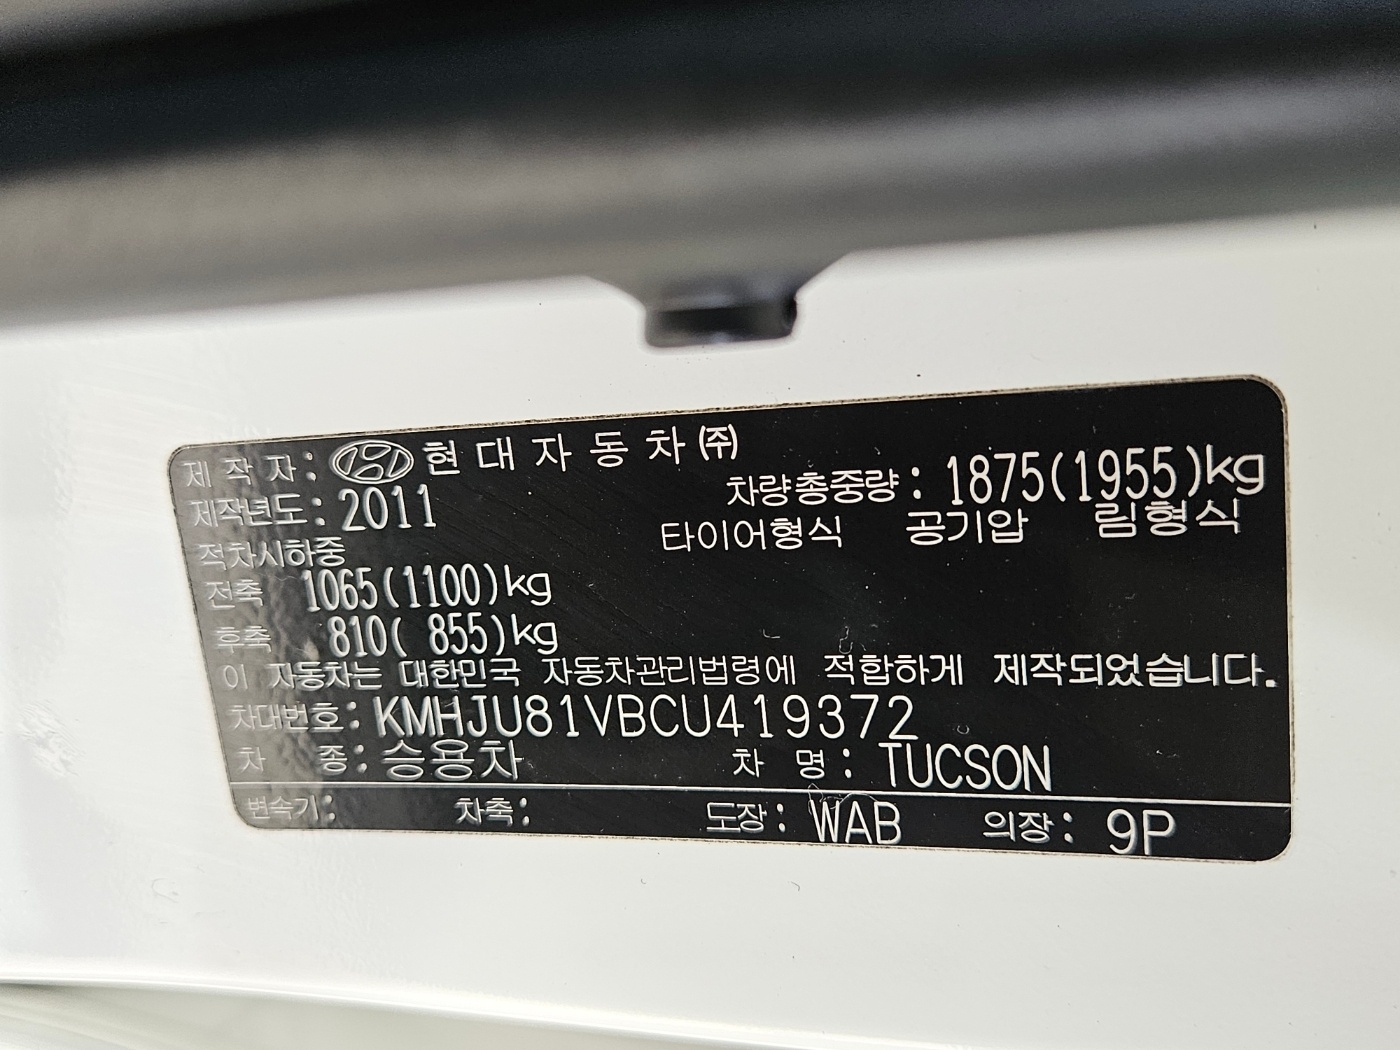 제 작 자 : 현 대 자 동 차 ㈜
제작년도 : 2011
차량총중량 : 1875(1955)kg
타이어형식 공기압 림형식
적차시하중
전축 1065(1100)kg
후축 810( 855)kg
이 자동차는 대한민국 자동차관리법령에 적합하게 제작되었습니다.
차대번호 : KMHJU81VBCU419372
차 종 : 승용차 차 명 : TUCSON
변속기 : 차축 : 도장 : WAB 의장 : 9P